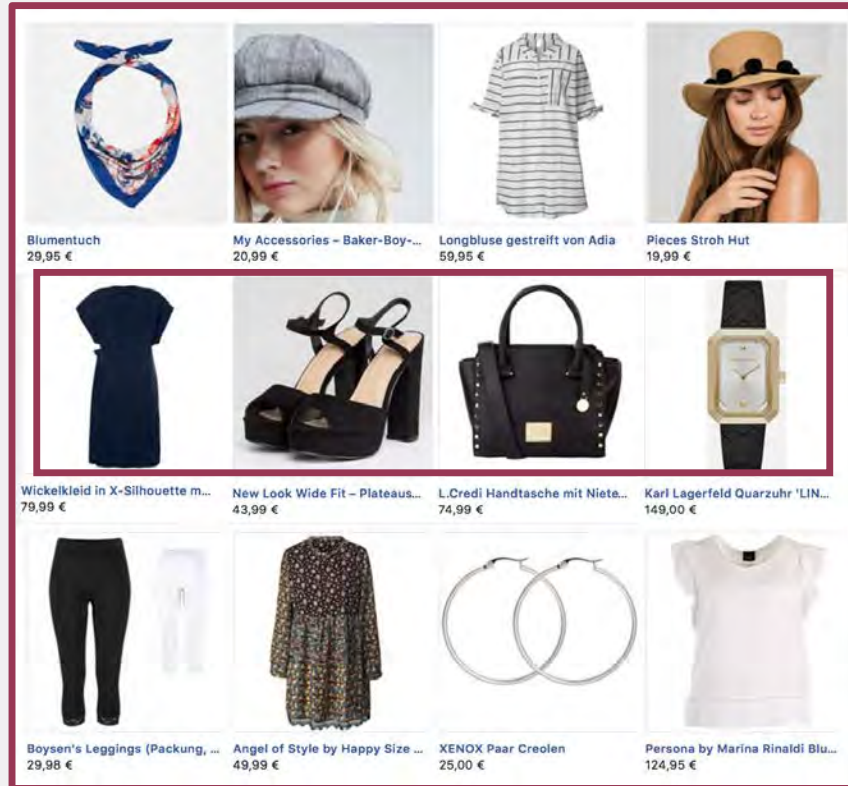 Blumentuch
29,95 €
My Accessories – Baker-Boy-...
20,99 €
Longbluse gestreift von Adia
59,95 €
Pieces Stroh Hut
19,99 €
Wickelkleid in X-Silhouette m...
79,99 €
New Look Wide Fit – Plateaus...
43,99 €
L.Credi Handtasche mit Niete...
74,99 €
Karl Lagerfeld Quarzuhr 'LIN...
149,00 €
Boysen's Leggings (Packung, ...
29,98 €
Angel of Style by Happy Size ...
49,99 €
XENOX Paar Creolen
25,00 €
Persona by Marina Rinaldi Blu...
124,95 €